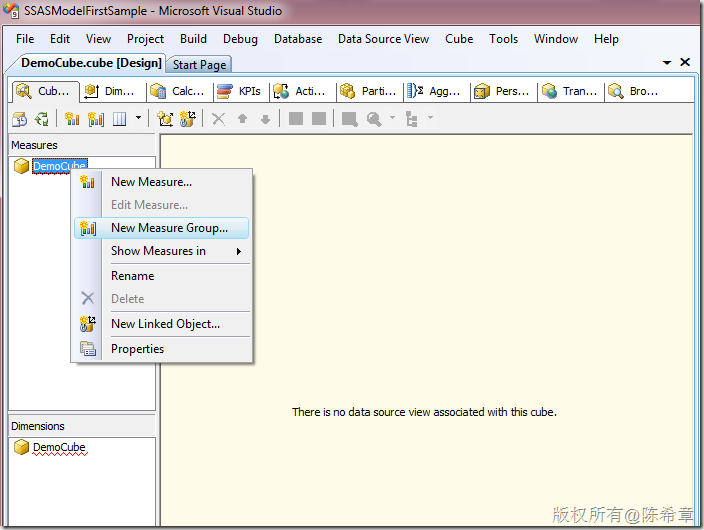 SSASModelFirstSample - Microsoft Visual Studio
File Edit View Project Build Debug Database Data Source View Cube Tools Window Help
DemoCube.cube [Design] Start Page
Cub... Dim... Calc... KPIs Acti... Parti... Agg... Pers... Tran... Bro...
Measures
DemoCube
New Measure...
Edit Measure...
New Measure Group...
Show Measures in
Rename
Delete
New Linked Object...
Properties
There is no data source view associated with this cube.
Dimensions
DemoCube
版权所有@陈希章